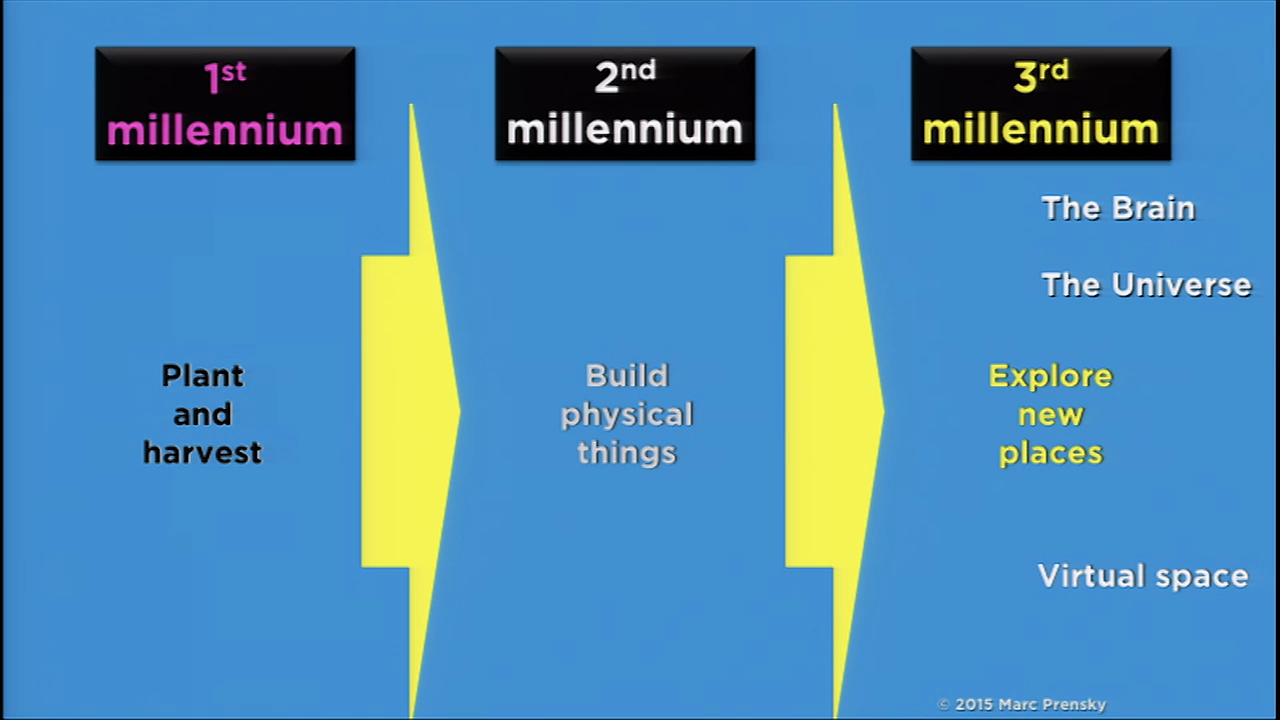 1st
millennium
2nd
millennium
3rd
millennium
The Brain
The Universe
Plant
and
harvest
Build
physical
things
Explore
new
places
Virtual space
© 2015 Marc Prensky